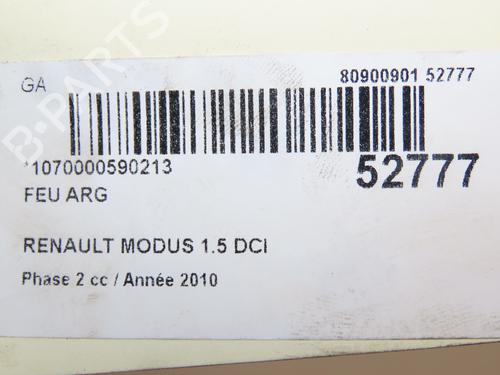 GA
80900901 52777
*1070000590213
52777
FEU ARG
RENAULT MODUS 1.5 DCI
Phase 2 cc / Année 2010
B-PARTS